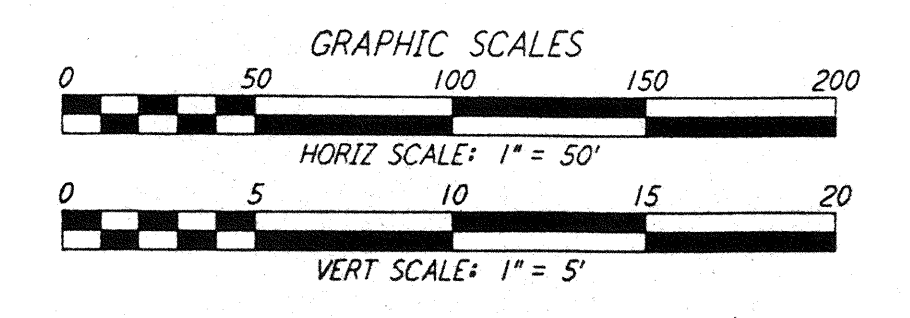 GRAPHIC SCALES
0 50 100 150 200
HORIZ SCALE: 1" = 50'
0 5 10 15 20
VERT SCALE: 1" = 5'